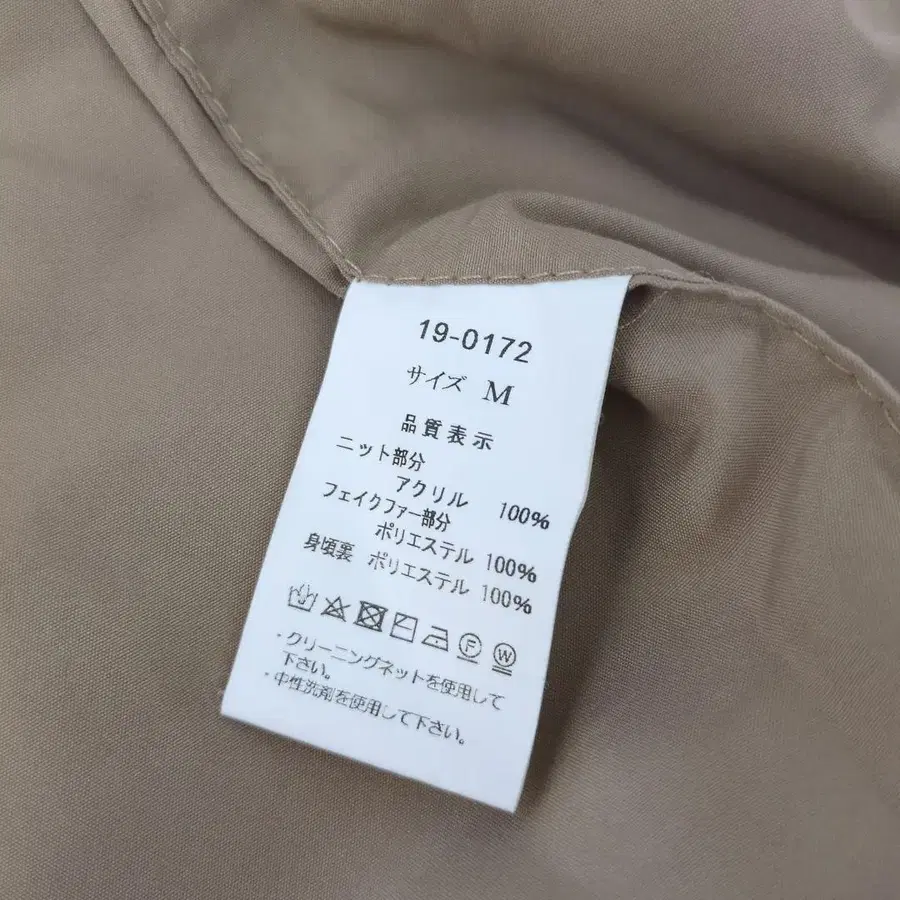 19-0172
サイズ M
品質表示
ニット部分
アクリル 100%
フェイクファー部分
ポリエステル 100%
身頃裏 ポリエステル 100%
F W
・クリーニングネットを使用して
下さい。
・中性洗剤を使用して下さい。